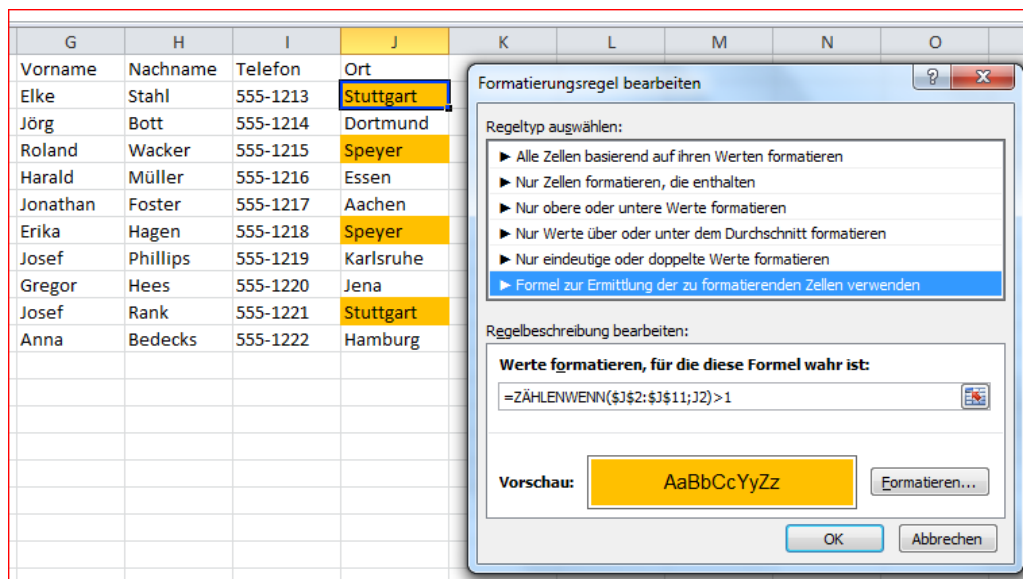 G H I J K L M N O
Vorname Nachname Telefon Ort
Elke Stahl 555-1213 Stuttgart
Jörg Bott 555-1214 Dortmund
Roland Wacker 555-1215 Speyer
Harald Müller 555-1216 Essen
Jonathan Foster 555-1217 Aachen
Erika Hagen 555-1218 Speyer
Josef Phillips 555-1219 Karlsruhe
Gregor Hees 555-1220 Jena
Josef Rank 555-1221 Stuttgart
Anna Bedecks 555-1222 Hamburg
Formatierungsregel bearbeiten
Regeltyp auswählen:
► Alle Zellen basierend auf ihren Werten formatieren
► Nur Zellen formatieren, die enthalten
► Nur obere oder untere Werte formatieren
► Nur Werte über oder unter dem Durchschnitt formatieren
► Nur eindeutige oder doppelte Werte formatieren
► Formel zur Ermittlung der zu formatierenden Zellen verwenden
Regelbeschreibung bearbeiten:
Werte formatieren, für die diese Formel wahr ist:
=ZÄHLENWENN($J$2:$J$11;J2)>1
Vorschau: AaBbCcYyZz Formatieren...
OK Abbrechen